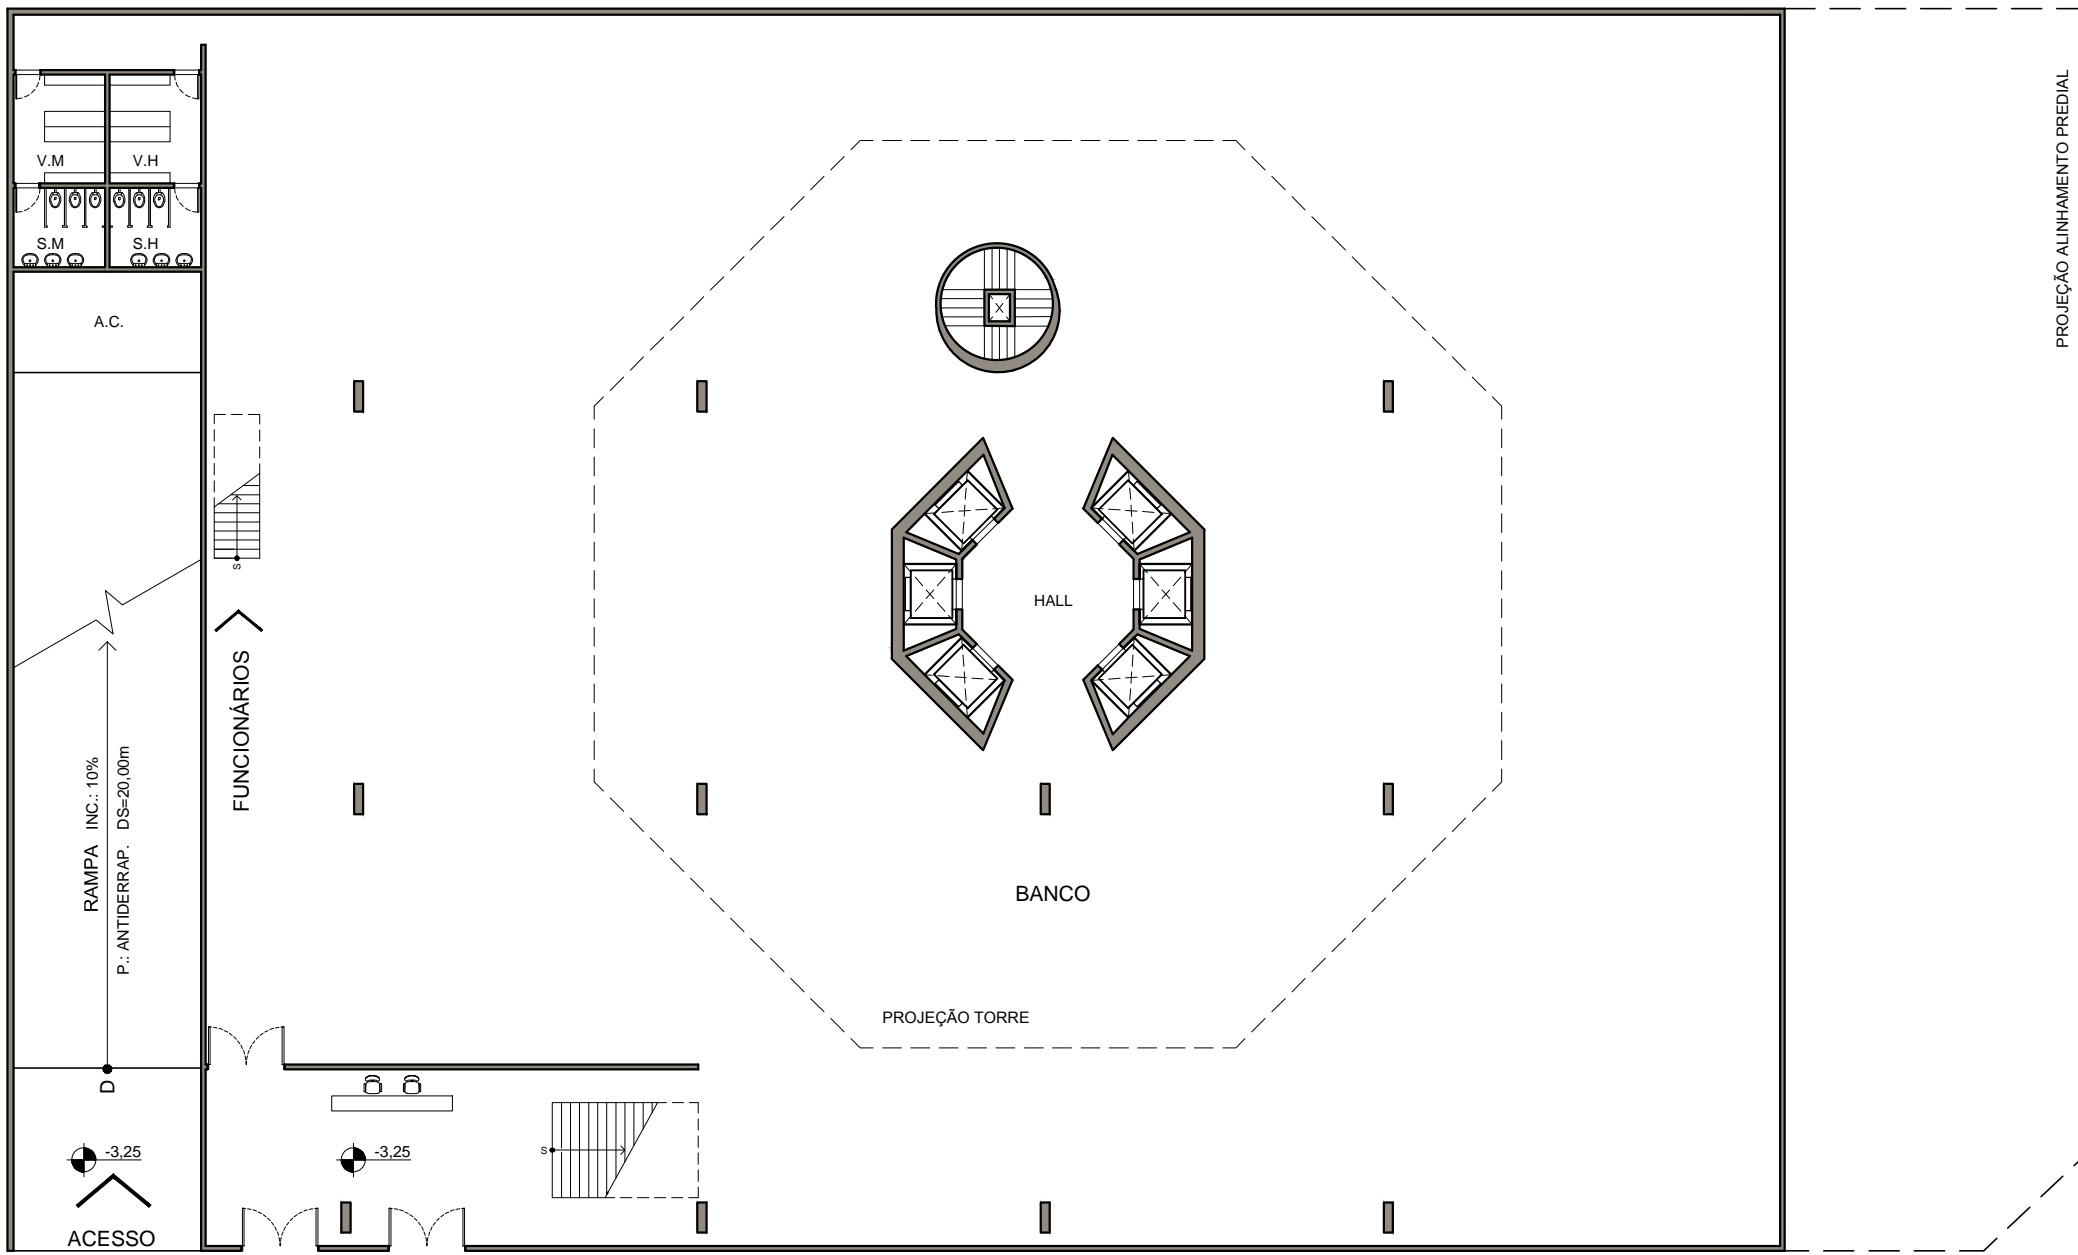 PROJEÇÃO ALINHAMENTO PREDIAL
V.M
V.H
S.M
S.H
A.C.
S
HALL
FUNCIONÁRIOS
RAMPA INC.: 10%
P.: ANTIDERRAP. DS=20,00m
BANCO
PROJEÇÃO TORRE
D
S
-3,25
-3,25
ACESSO